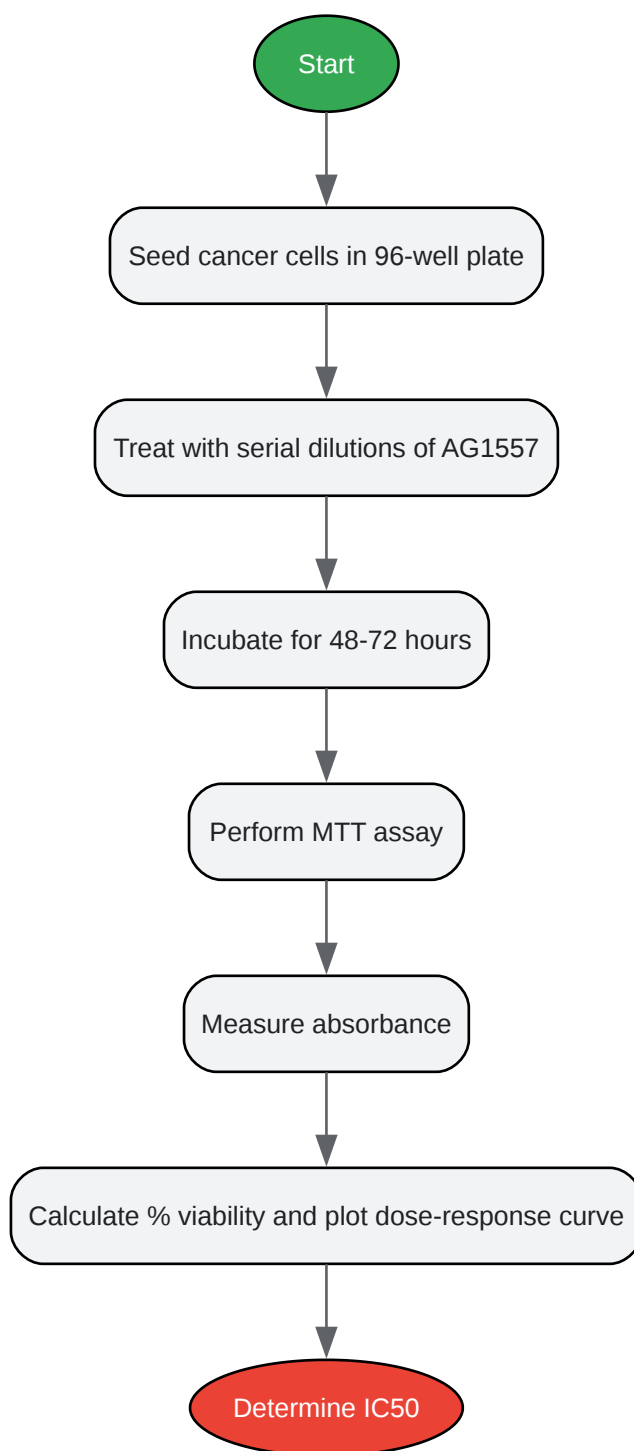 Start
Seed cancer cells in 96-well plate
Treat with serial dilutions of AG1557
Incubate for 48-72 hours
Perform MTT assay
Measure absorbance
Calculate % viability and plot dose-response curve
Determine IC50